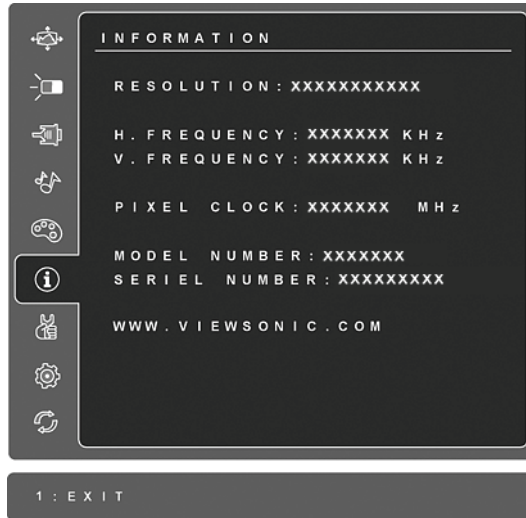 INFORMATION
RESOLUTION: XXXXXXXXXXX
H. FREQUENCY: XXXXXXX KHz
V. FREQUENCY: XXXXXXX KHz
PIXEL CLOCK: XXXXXXX MHz
MODEL NUMBER: XXXXXXX
SERIEL NUMBER: XXXXXXXXX
WWW.VIEWSONIC.COM
1: EXIT